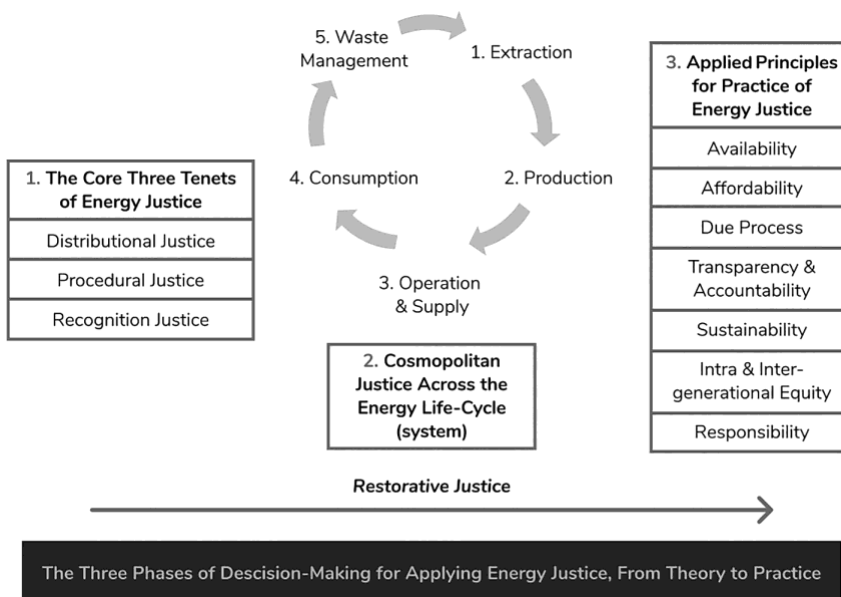 1. The Core Three Tenets
of Energy Justice
Distributional Justice
Procedural Justice
Recognition Justice
5. Waste
Management
1. Extraction
4. Consumption
2. Production
3. Operation
& Supply
2. Cosmopolitan
Justice Across the
Energy Life-Cycle
(system)
3. Applied Principles
for Practice of
Energy Justice
Availability
Affordability
Due Process
Transparency &
Accountability
Sustainability
Intra & Inter-
generational Equity
Responsibility
Restorative Justice
The Three Phases of Descision-Making for Applying Energy Justice, From Theory to Practice